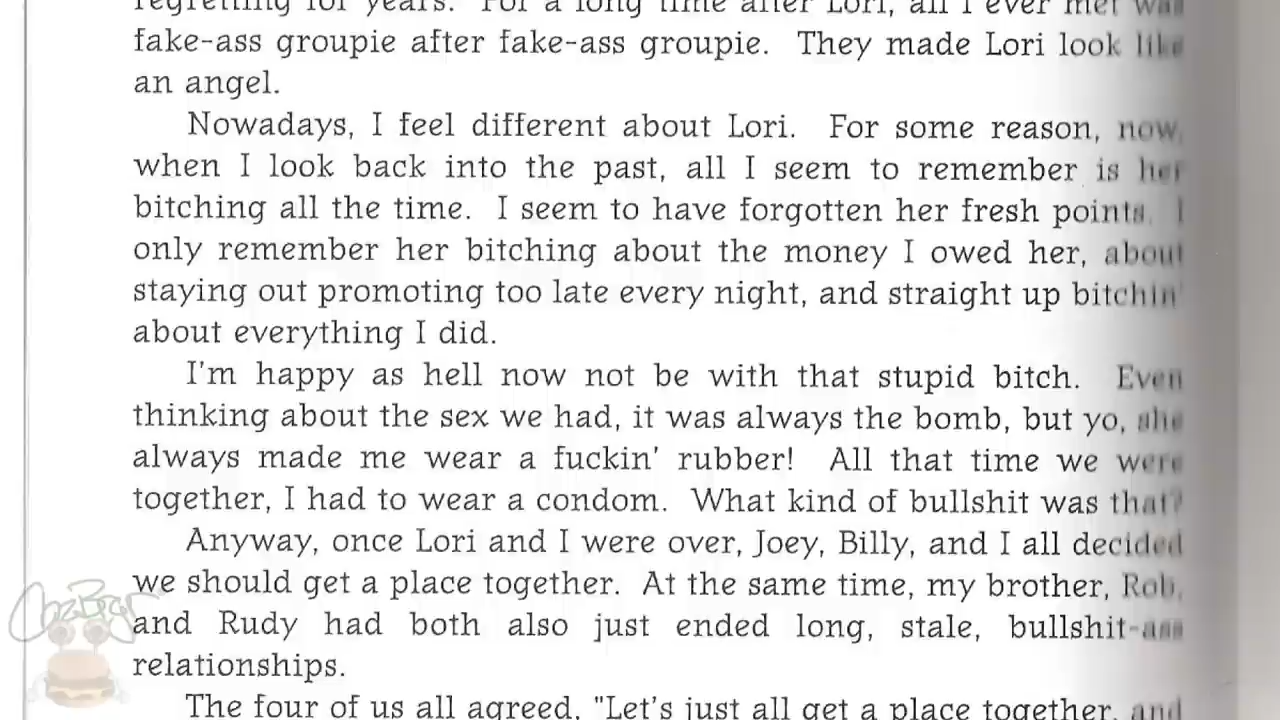 regretting for years. For a long time after Lori, all I ever met was
fake-ass groupie after fake-ass groupie. They made Lori look like
an angel.
Nowadays, I feel different about Lori. For some reason, now,
when I look back into the past, all I seem to remember is her
bitching all the time. I seem to have forgotten her fresh points. I
only remember her bitching about the money I owed her, about
staying out promoting too late every night, and straight up bitchin'
about everything I did.
I'm happy as hell now not be with that stupid bitch. Even
thinking about the sex we had, it was always the bomb, but yo, she
always made me wear a fuckin' rubber! All that time we were
together, I had to wear a condom. What kind of bullshit was that?
Anyway, once Lori and I were over, Joey, Billy, and I all decided
we should get a place together. At the same time, my brother, Rob,
and Rudy had both also just ended long, stale, bullshit-ass
relationships.
The four of us all agreed, "Let's just all get a place together, and